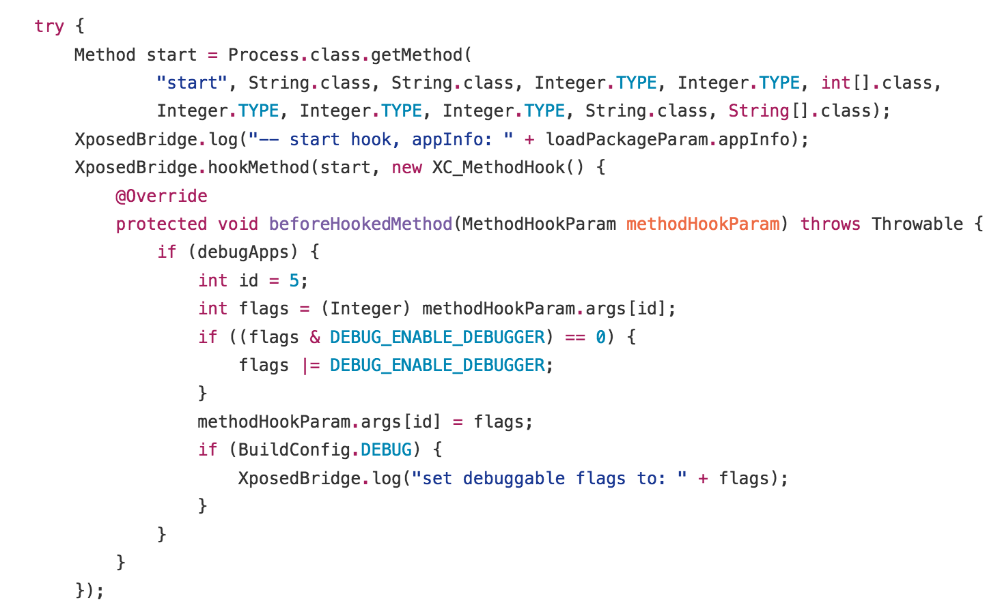 try {
    Method start = Process.class.getMethod(
            "start", String.class, String.class, Integer.TYPE, Integer.TYPE, int[].class,
            Integer.TYPE, Integer.TYPE, Integer.TYPE, String.class, String[].class);
    XposedBridge.log("-- start hook, appInfo: " + loadPackageParam.appInfo);
    XposedBridge.hookMethod(start, new XC_MethodHook() {
        @Override
        protected void beforeHookedMethod(MethodHookParam methodHookParam) throws Throwable {
            if (debugApps) {
                int id = 5;
                int flags = (Integer) methodHookParam.args[id];
                if ((flags & DEBUG_ENABLE_DEBUGGER) == 0) {
                    flags |= DEBUG_ENABLE_DEBUGGER;
                }
                methodHookParam.args[id] = flags;
                if (BuildConfig.DEBUG) {
                    XposedBridge.log("set debuggable flags to: " + flags);
                }
            }
        }
    });